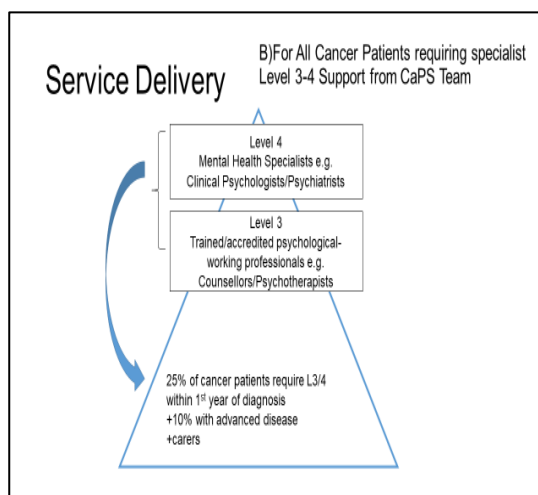 Service Delivery
B)For All Cancer Patients requiring specialist
Level 3-4 Support from CaPS Team
Level 4
Mental Health Specialists e.g.
Clinical Psychologists/Psychiatrists
Level 3
Trained/accredited psychological-
working professionals e.g.
Counsellors/Psychotherapists
25% of cancer patients require L3/4
within 1st year of diagnosis
+10% with advanced disease
+carers